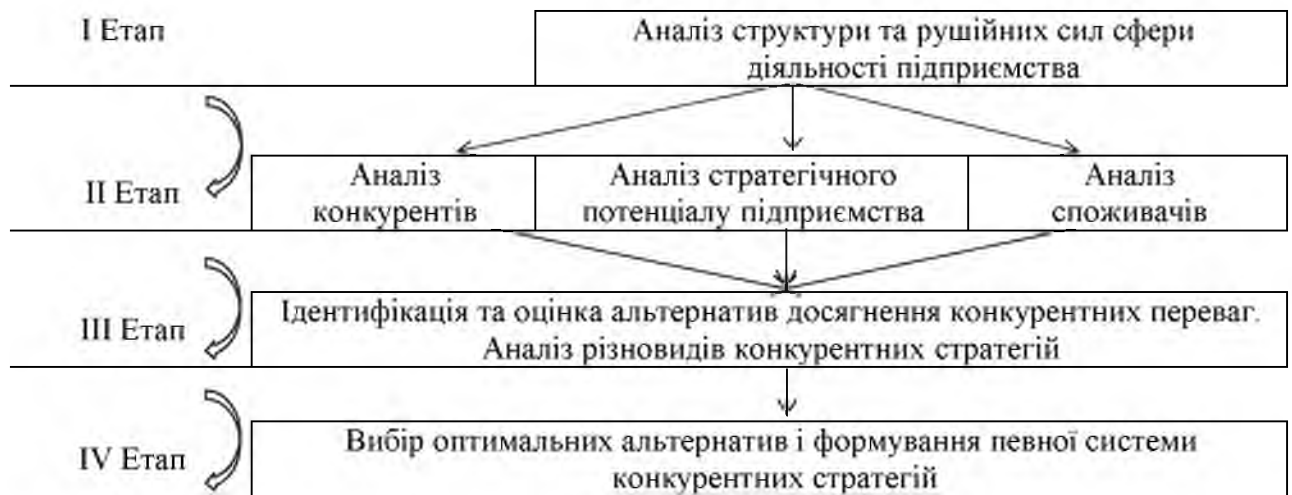 I Етап
Аналіз структури та рушійних сил сфери
діяльності підприємства
II Етап
Аналіз
конкурентів
Аналіз стратегічного
потенціалу підприємства
Аналіз
споживачів
III Етап
Ідентифікація та оцінка альтернатив досягнення конкурентних переваг.
Аналіз різновидів конкурентних стратегій
IV Етап
Вибір оптимальних альтернатив і формування певної системи
конкурентних стратегій